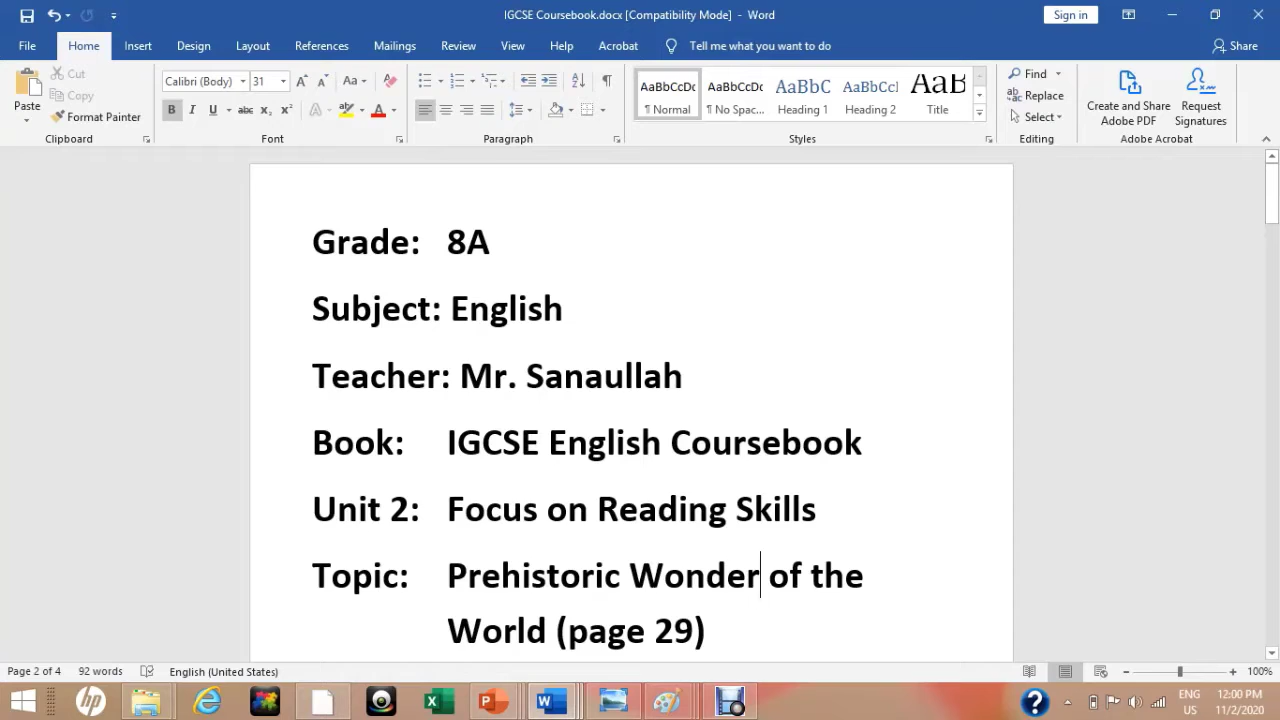 IGCSE Coursebook.docx [Compatibility Mode] - Word
Sign in
File Home Insert Design Layout References Mailings Review View Help Acrobat Tell me what you want to do Share
Paste
Cut
Copy
Format Painter
Clipboard
Calibri (Body) 31 Aa
B I U abc x₂ x² A A
Font
Paragraph
AaBbCcDc AaBbCcDc AaBbC AaBbCcI AaB
¶ Normal ¶ No Spac... Heading 1 Heading 2 Title
Styles
Find
Replace
Select
Editing
Create and Share Adobe PDF
Request Signatures
Adobe Acrobat
Grade: 8A
Subject: English
Teacher: Mr. Sanaullah
Book: IGCSE English Coursebook
Unit 2: Focus on Reading Skills
Topic: Prehistoric Wonder of the
World (page 29)
Page 2 of 4 92 words English (United States) 100%
ENG 12:00 PM
US 11/2/2020